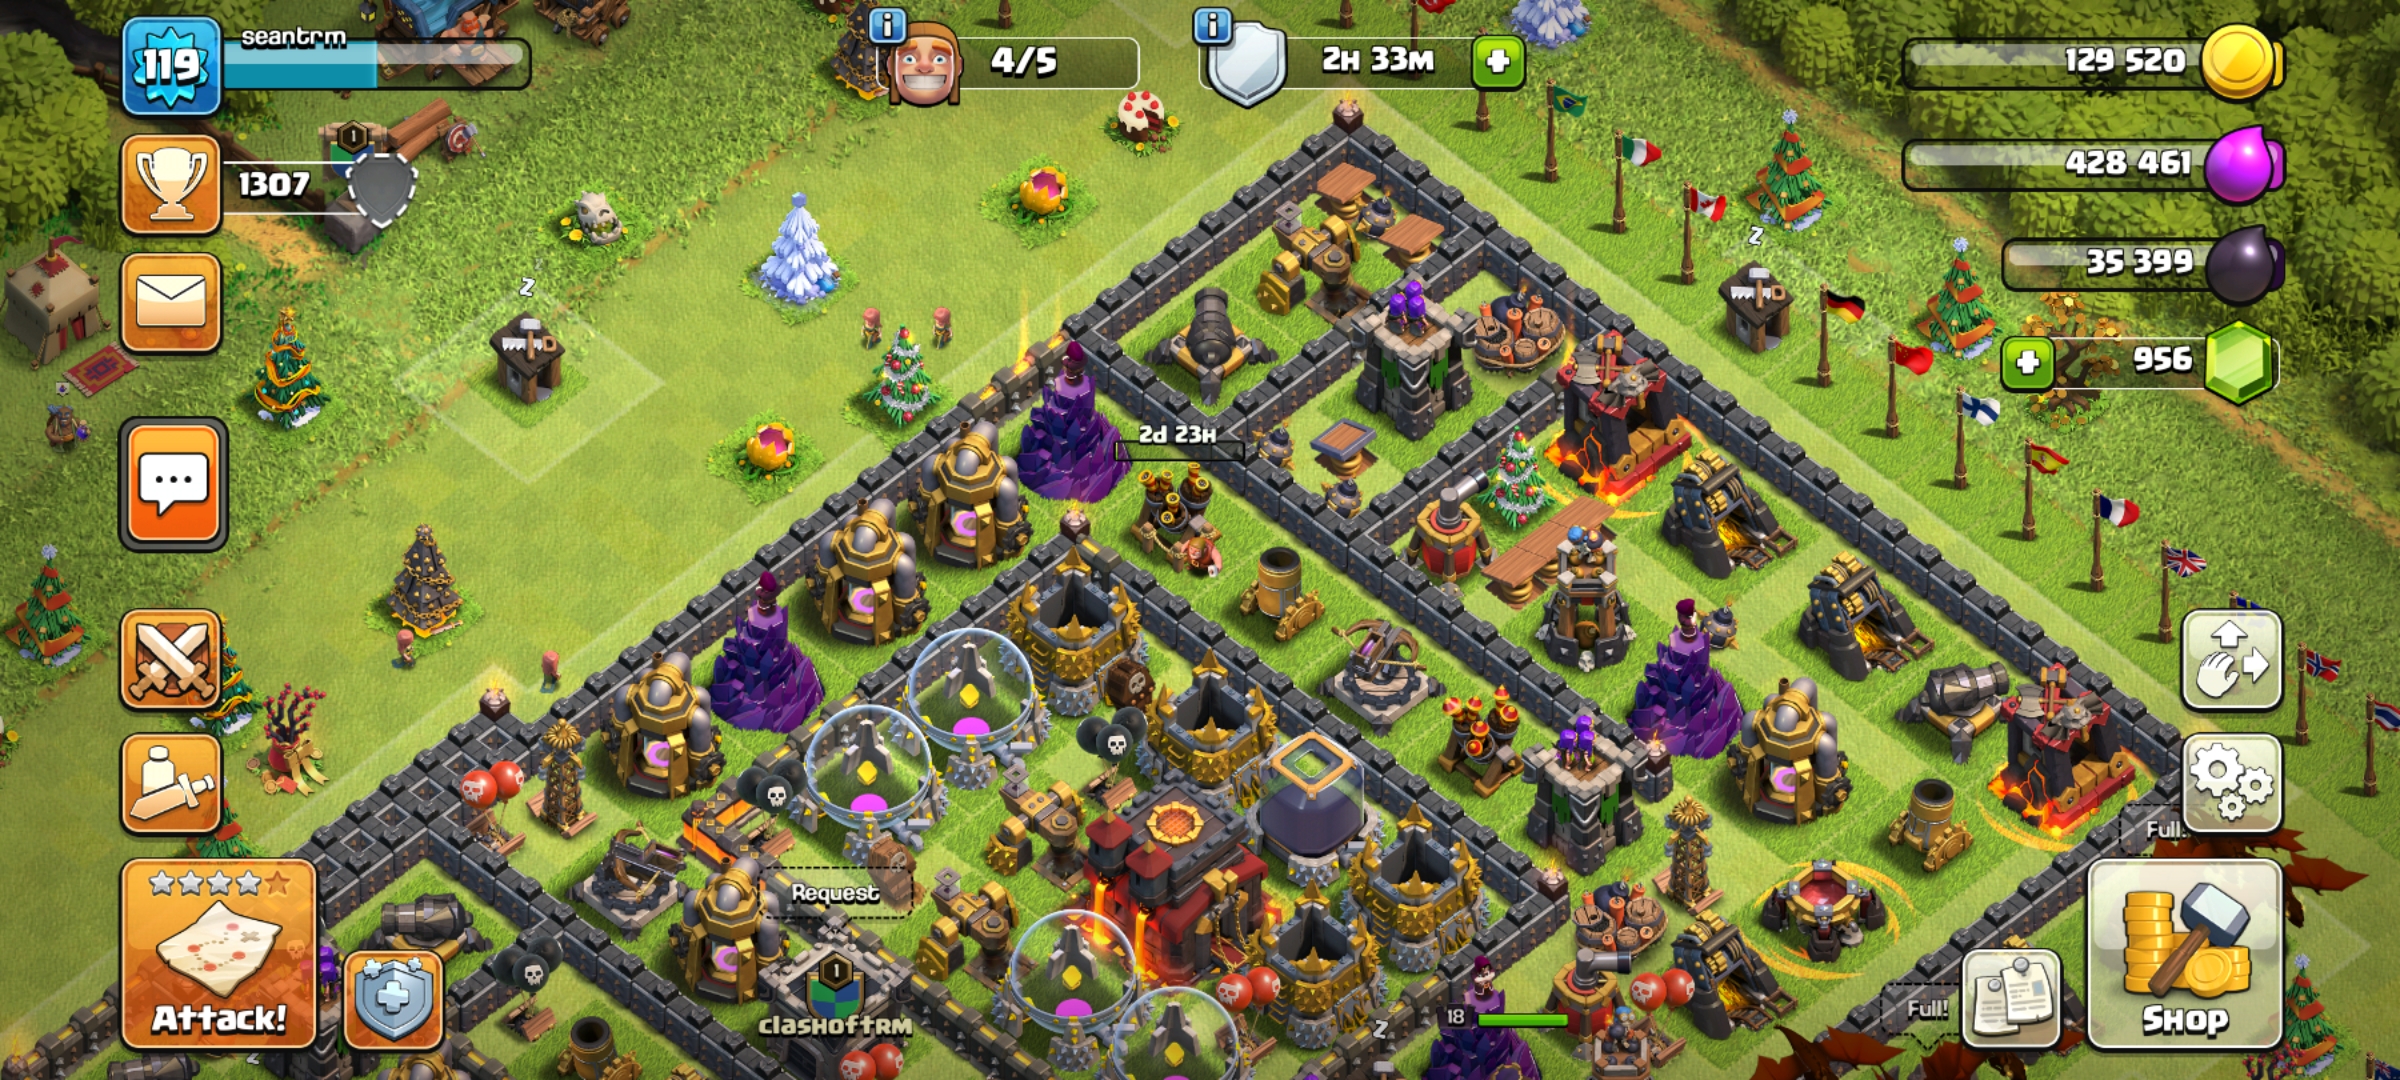 119
seantrm
4/5
2H 33M
129 520
1307
428 461
35 399
956
2d 23H
Full!
Request
Attack!
1
clashoftrm
18
Full!
Shop